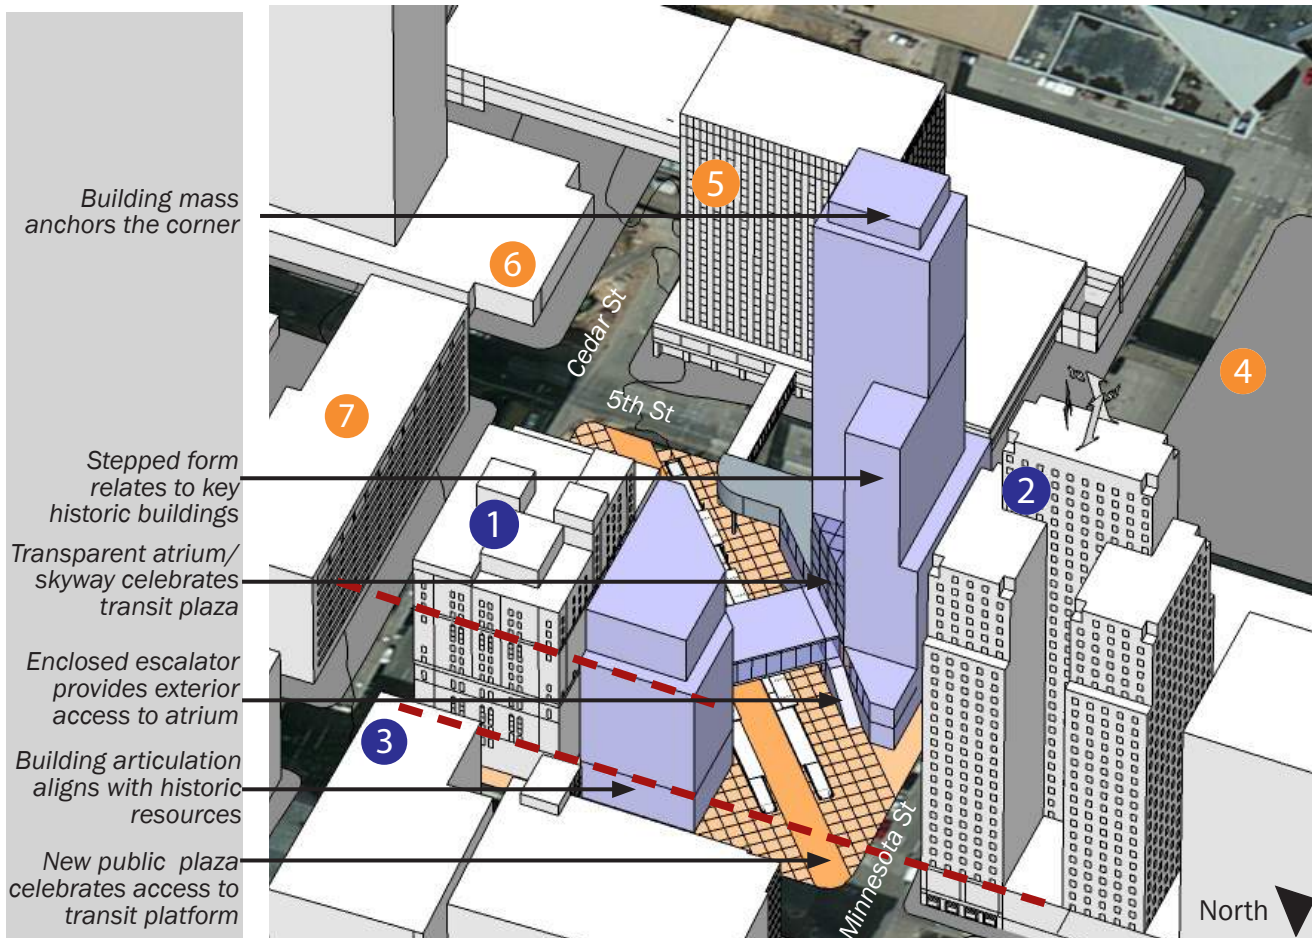 Building mass
anchors the corner
Stepped form
relates to key
historic buildings
Transparent atrium/
skyway celebrates
transit plaza
Enclosed escalator
provides exterior
access to atrium
Building articulation
aligns with historic
resources
New public plaza
celebrates access to
transit platform
5
6
Cedar St
4
7
5th St
1
2
3
Minnesota St
North